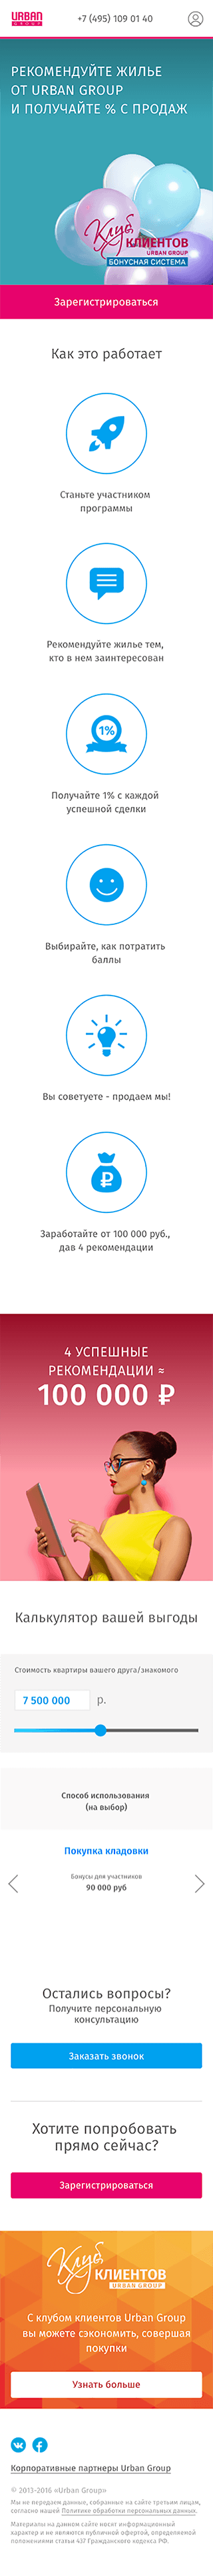 URBAN
GROUP
+7 (495) 109 01 40
РЕКОМЕНДУЙТЕ ЖИЛЬЕ
ОТ URBAN GROUP
И ПОЛУЧАЙТЕ % С ПРОДАЖ
Клуб
КЛИЕНТОВ
URBAN GROUP
БОНУСНАЯ СИСТЕМА
Зарегистрироваться
Как это работает
Станьте участником
программы
Рекомендуйте жилье тем,
кто в нем заинтересован
1%
Получайте 1% с каждой
успешной сделки
Выбирайте, как потратить
баллы
Вы советуете - продаем мы!
₽
Заработайте от 100 000 руб.,
дав 4 рекомендации
4 УСПЕШНЫЕ
РЕКОМЕНДАЦИИ ≈
100 000 ₽
Калькулятор вашей выгоды
Стоимость квартиры вашего друга/знакомого
7 500 000 р.
Способ использования
(на выбор)
Покупка кладовки
Бонусы для участников
90 000 руб
Остались вопросы?
Получите персональную
консультацию
Заказать звонок
Хотите попробовать
прямо сейчас?
Зарегистрироваться
Клуб
КЛИЕНТОВ
URBAN GROUP
С клубом клиентов Urban Group
вы можете сэкономить, совершая
покупки
Узнать больше
Корпоративные партнеры Urban Group
© 2013-2016 «Urban Group»
Мы не передаем данные, собранные на сайте третьим лицам,
согласно нашей Политике обработки персональных данных.
Материалы на данном сайте носят информационный
характер и не являются публичной офертой, определяемой
положениями статьи 437 Гражданского кодекса РФ.